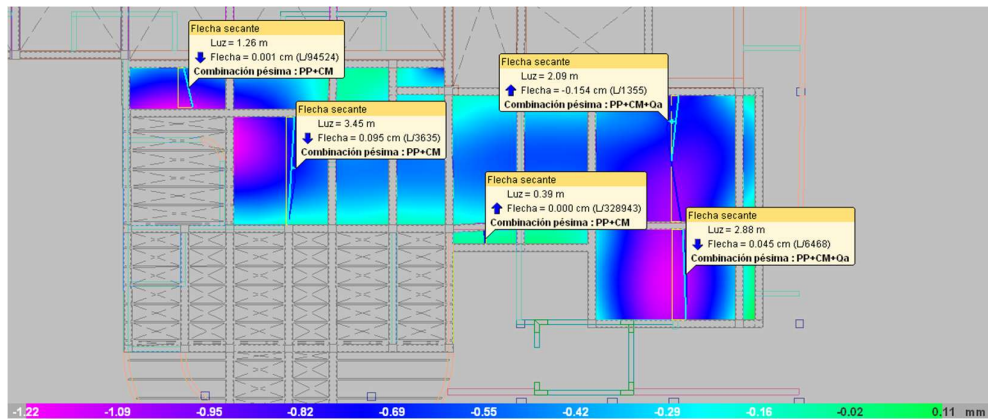 Flecha secante
Luz = 1.26 m
Flecha = 0.001 cm (L/94524)
Combinación pésima : PP+CM
Flecha secante
Luz = 2.09 m
Flecha = -0.154 cm (L/1355)
Combinación pésima : PP+CM+Qa
Flecha secante
Luz = 3.45 m
Flecha = 0.095 cm (L/3635)
Combinación pésima : PP+CM
Flecha secante
Luz = 0.39 m
Flecha = 0.000 cm (L/328943)
Combinación pésima : PP+CM
Flecha secante
Luz = 2.88 m
Flecha = 0.045 cm (L/6468)
Combinación pésima : PP+CM+Qa
-1.22 -1.09 -0.95 -0.82 -0.69 -0.55 -0.42 -0.29 -0.16 -0.02 0.11 mm